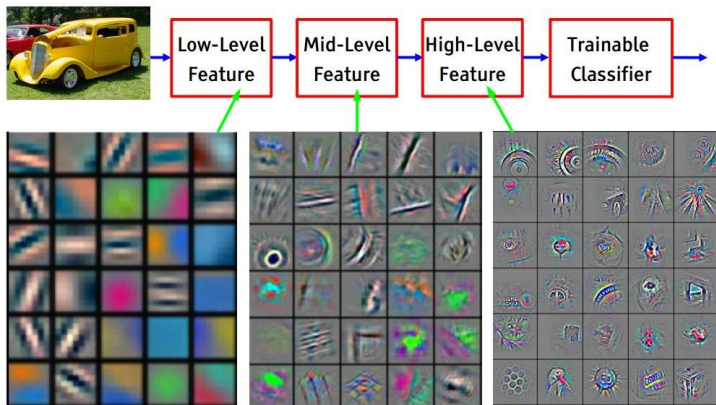 Low-Level
Feature
Mid-Level
Feature
High-Level
Feature
Trainable
Classifier